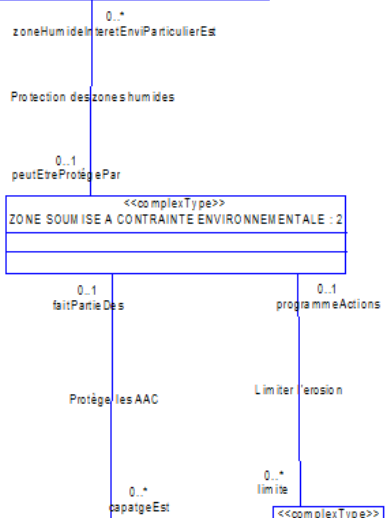 0..*
zoneHumideInteretEnviParticulierEst
Protection des zones humides
0..1
peutEtreProtégéPar
<<complexType>>
ZONE SOUMISE A CONTRAINTE ENVIRONNEMENTALE : 2
0..1
faitPartieDes
0..1
programmeActions
Protège les AAC
Limiter l'erosion
0..*
capatgeEst
0..*
limite
<<complexType>>